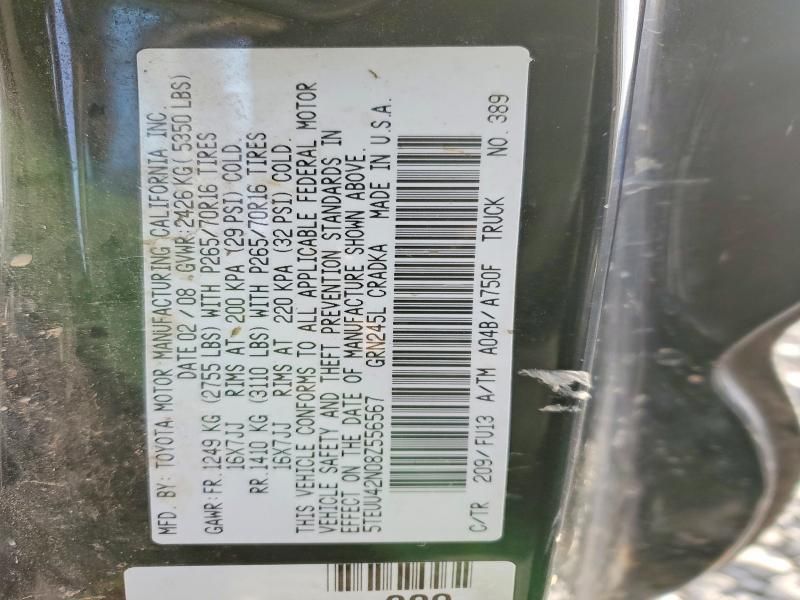 MFD. BY: TOYOTA MOTOR MANUFACTURING CALIFORNIA INC.
DATE 02 / 08 GVWR: 2426 KG ( 5350 LBS)
GAWR: FR. 1249 KG (2755 LBS) WITH P265/70R16 TIRES
16X7JJ RIMS AT 200 KPA (29 PSI) COLD.
RR. 1410 KG (3110 LBS) WITH P265/70R16 TIRES
16X7JJ RIMS AT 220 KPA (32 PSI) COLD.
THIS VEHICLE CONFORMS TO ALL APPLICABLE FEDERAL MOTOR
VEHICLE SAFETY AND THEFT PREVENTION STANDARDS IN
EFFECT ON THE DATE OF MANUFACTURE SHOWN ABOVE.
5TEUU42N08Z556567 GRN245L CRADKA MADE IN U.S.A.
C/TR 209/FU13 A/TM A04B/A750F TRUCK NO. 389